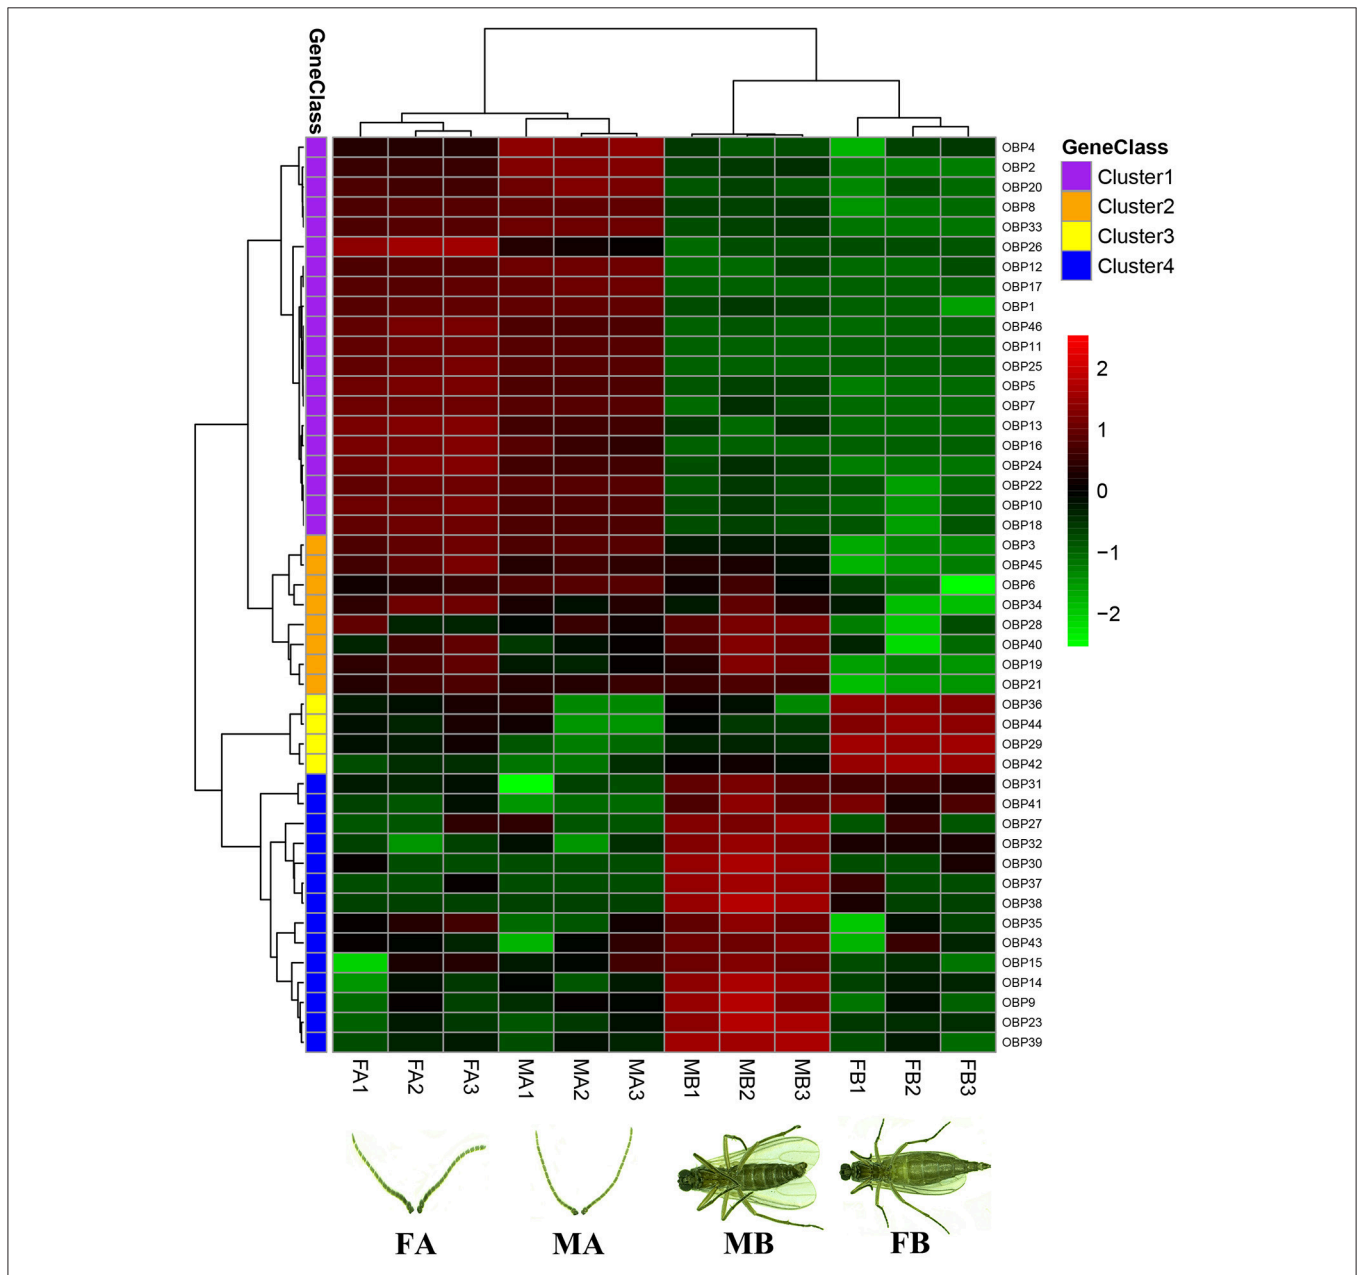 GeneClass
OBP4
OBP2
OBP20
OBP8
OBP33
OBP26
OBP12
OBP17
OBP1
OBP46
OBP11
OBP25
OBP5
OBP7
OBP13
OBP16
OBP24
OBP22
OBP10
OBP18
OBP3
OBP45
OBP6
OBP34
OBP28
OBP40
OBP19
OBP21
OBP36
OBP44
OBP29
OBP42
OBP31
OBP41
OBP27
OBP32
OBP30
OBP37
OBP38
OBP35
OBP43
OBP15
OBP14
OBP9
OBP23
OBP39
GeneClass
Cluster1
Cluster2
Cluster3
Cluster4
2
1
0
−1
−2
FA1 FA2 FA3 MA1 MA2 MA3 MB1 MB2 MB3 FB1 FB2 FB3
FA MA MB FB